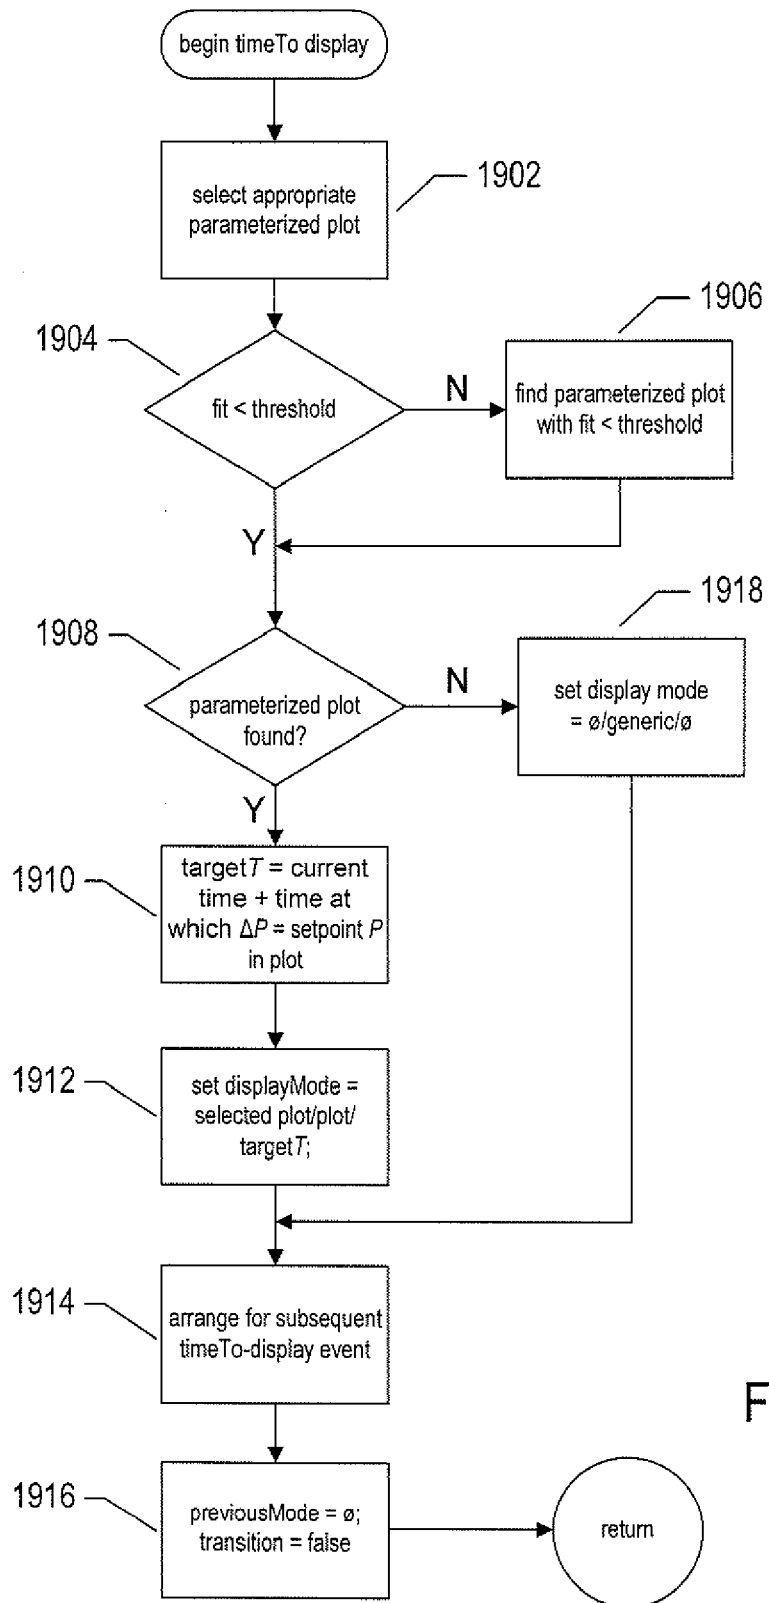 begin timeTo display
1902
select appropriate
parameterized plot
1904
fit < threshold
N
1906
find parameterized plot
with fit < threshold
Y
1908
parameterized plot
found?
N
1918
set display mode
= ø/generic/ø
Y
1910
targetT = current
time + time at
which ΔP = setpoint P
in plot
1912
set displayMode =
selected plot/plot/
targetT;
1914
arrange for subsequent
timeTo-display event
F
1916
previousMode = ø;
transition = false
return